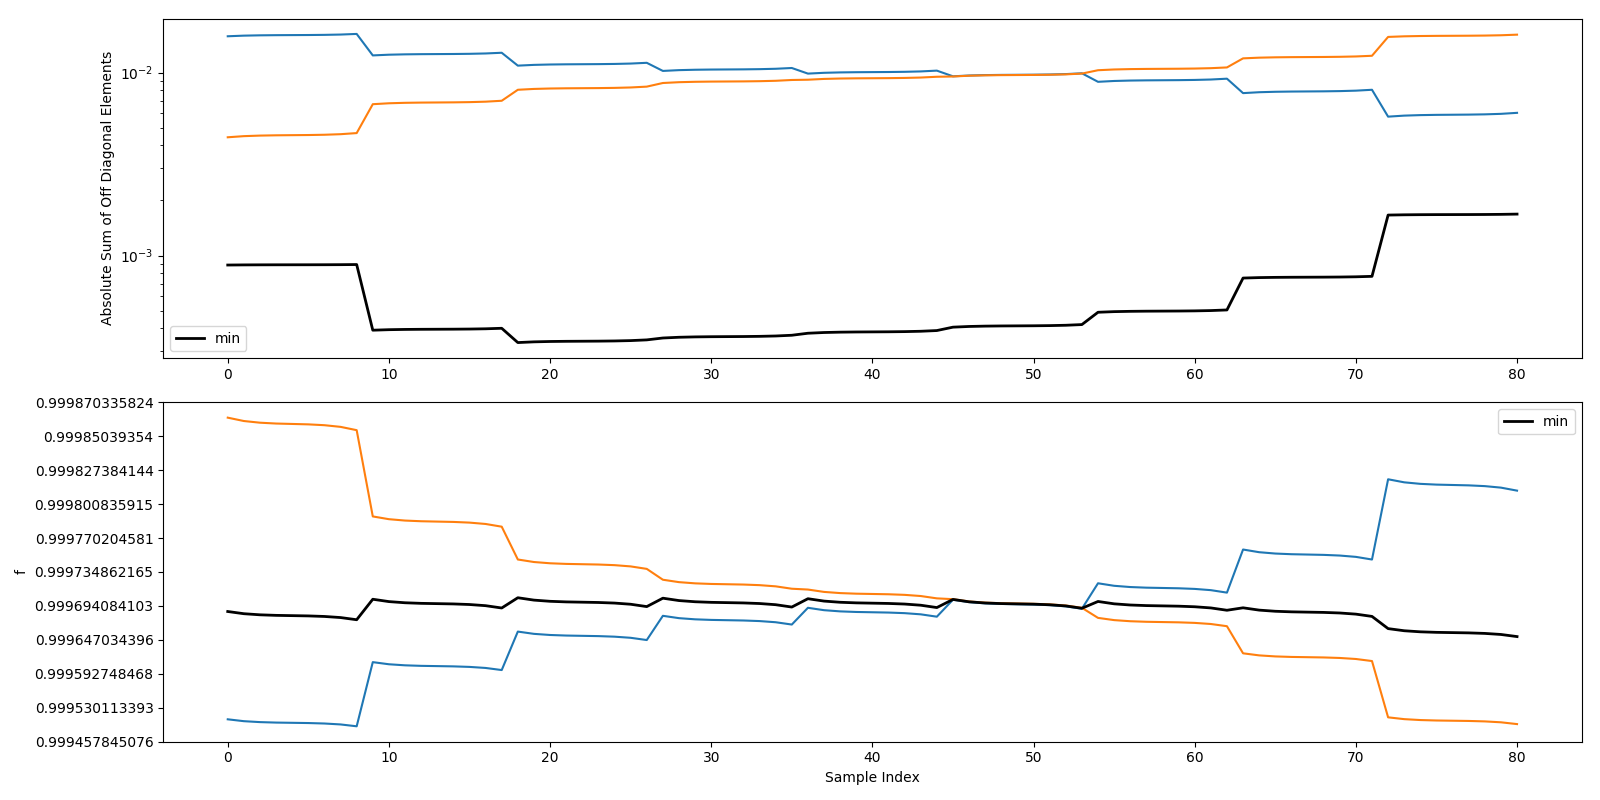 Absolute Sum of Off Diagonal Elements
10⁻²
10⁻³
min
0 10 20 30 40 50 60 70 80
f
0.999870335824
0.99985039354
0.999827384144
0.999800835915
0.999770204581
0.999734862165
0.999694084103
0.999647034396
0.999592748468
0.999530113393
0.999457845076
min
0 10 20 30 40 50 60 70 80
Sample Index